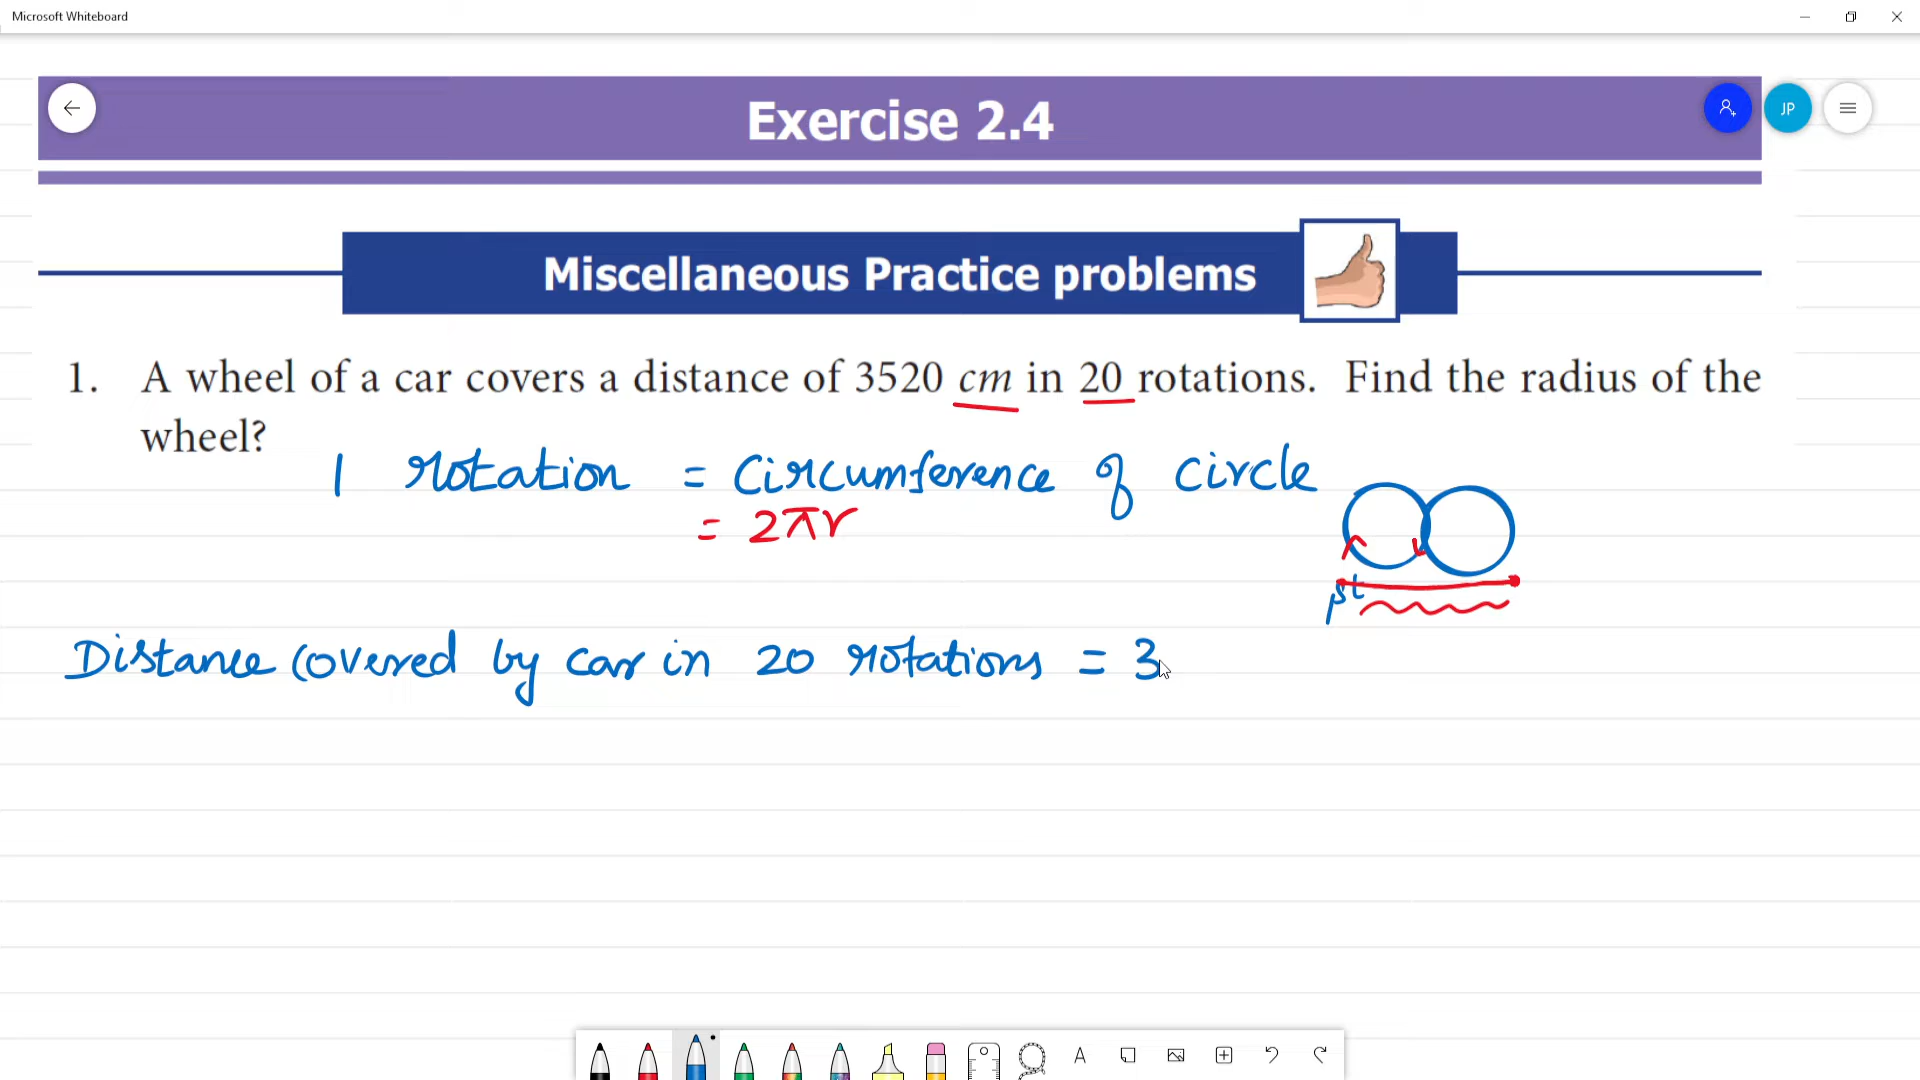 Microsoft Whiteboard
Exercise 2.4
JP
Miscellaneous Practice problems
1. A wheel of a car covers a distance of 3520 cm in 20 rotations. Find the radius of the
wheel?
1 rotation = Circumference of circle
= 2πr
Distance covered by car in 20 rotations = 3
A